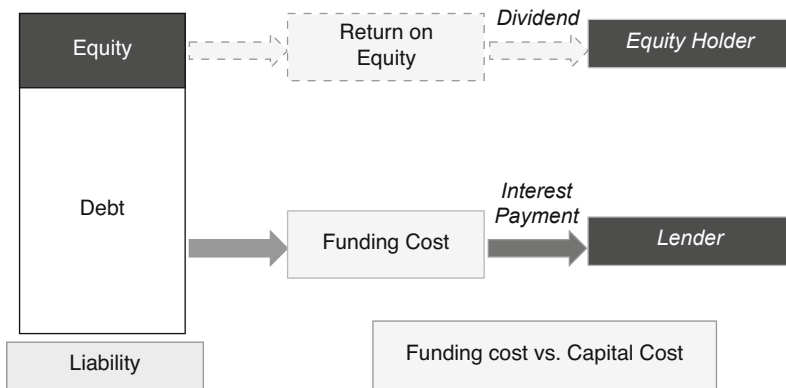 Equity
Return on
Equity
Dividend
Equity Holder
Debt
Funding Cost
Interest
Payment
Lender
Liability
Funding cost vs. Capital Cost